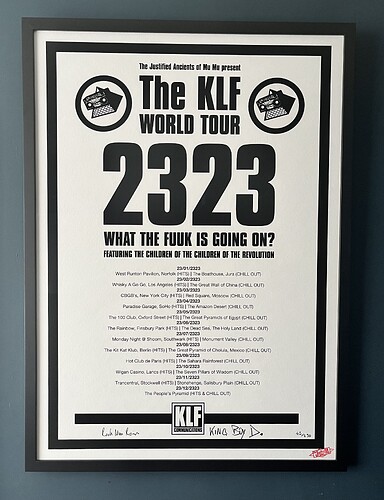 The Justified Ancients of Mu Mu present
The KLF
WORLD TOUR
2323
WHAT THE FUUK IS GOING ON?
FEATURING THE CHILDREN OF THE CHILDREN OF THE REVOLUTION
23/01/2323
West Runton Pavilion, Norfolk (HITS) | The Boathouse, Jura (CHILL OUT)
23/02/2323
Whisky A Go Go, Los Angeles (HITS) | The Great Wall of China (CHILL OUT)
23/03/2323
CBGB's, New York City (HITS) | Red Square, Moscow (CHILL OUT)
23/04/2323
Paradise Garage, SoHo (HITS) | The Amazon Desert (CHILL OUT)
23/05/2323
The 100 Club, Oxford Street (HITS) | The Great Pyramids of Egypt (CHILL OUT)
23/06/2323
The Rainbow, Finsbury Park (HITS) | The Dead Sea, The Holy Land (CHILL OUT)
23/07/2323
Monday Night @ Shoom, Southwark (HITS) | Monument Valley (CHILL OUT)
23/08/2323
The Kit Kat Klub, Berlin (HITS) | The Great Pyramid of Cholula, Mexico (CHILL OUT)
23/09/2323
Hot Club de Paris (HITS) | The Sahara Rainforest (CHILL OUT)
23/10/2323
Wigan Casino, Lancs (HITS) | The Seven Pillars of Wisdom (CHILL OUT)
23/11/2323
Trancentral, Stockwell (HITS) | Stonehenge, Salisbury Plain (CHILL OUT)
23/12/2323
The People's Pyramid (HITS & CHILL OUT)
KLF
COMMUNICATIONS
KING BOY D.